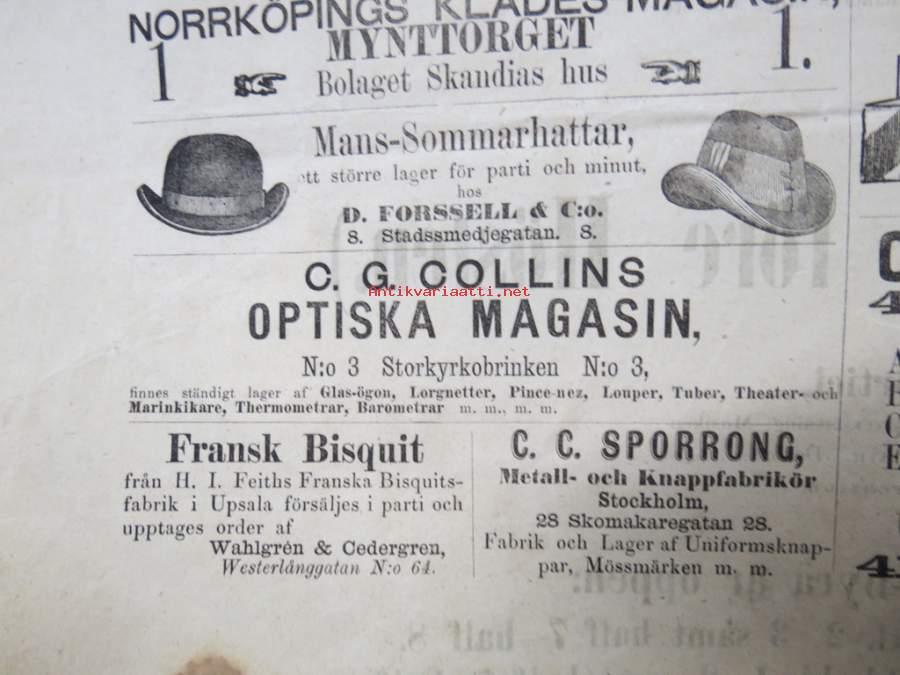 NORRKÖPINGS KLÄDES MAGASIN,
1 MYNTTORGET 1.
Bolaget Skandias hus
Mans-Sommarhattar,
ett större lager för parti och minut,
hos
D. FORSSELL & C:o.
8. Stadssmedjegatan. 8.
C. G. COLLINS
Antikvariaatti.net
OPTISKA MAGASIN,
N:o 3 Storkyrkobrinken N:o 3,
finnes ständigt lager af Glas-ögon, Lorgnetter, Pince-nez, Louper, Tuber, Theater- och
Marinkikare, Thermometrar, Barometrar m. m., m. m.
Fransk Bisquit
från H. I. Feiths Franska Bisquits-
fabrik i Upsala försäljes i parti och
upptages order af
Wahlgrén & Cedergren,
Westerlånggatan N:o 64.
C. C. SPORRONG,
Metall- och Knappfabrikör
Stockholm,
28 Skomakaregatan 28.
Fabrik och Lager af Uniformsknap-
par, Mössmärken m. m.